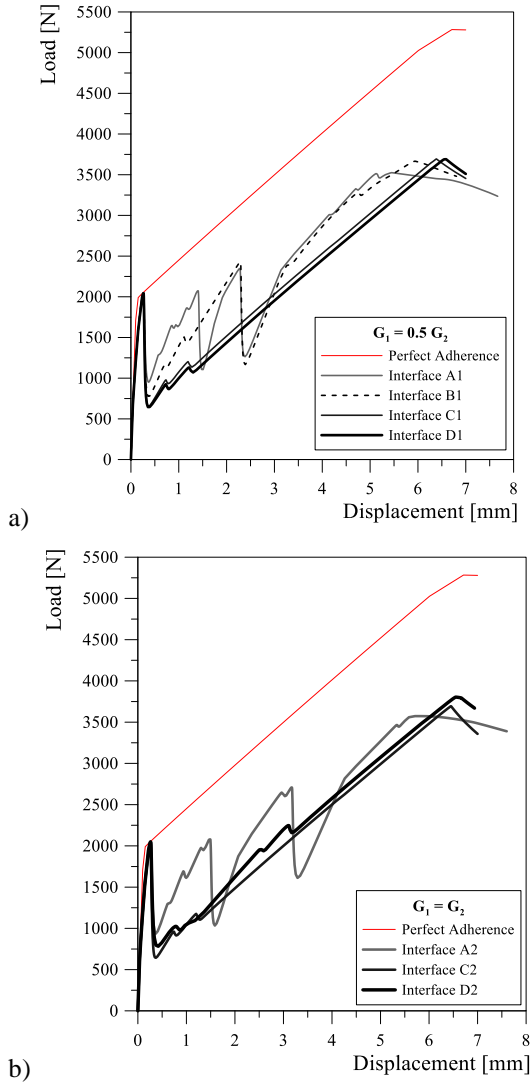 Load [N]
5500
5000
4500
4000
3500
3000
2500
2000
1500
1000
500
0
G1 = 0.5 G2
Perfect Adherence
Interface A1
Interface B1
Interface C1
Interface D1
0 1 2 3 4 5 6 7 8
a)
Displacement [mm]
Load [N]
5500
5000
4500
4000
3500
3000
2500
2000
1500
1000
500
0
G1 = G2
Perfect Adherence
Interface A2
Interface C2
Interface D2
0 1 2 3 4 5 6 7 8
b)
Displacement [mm]